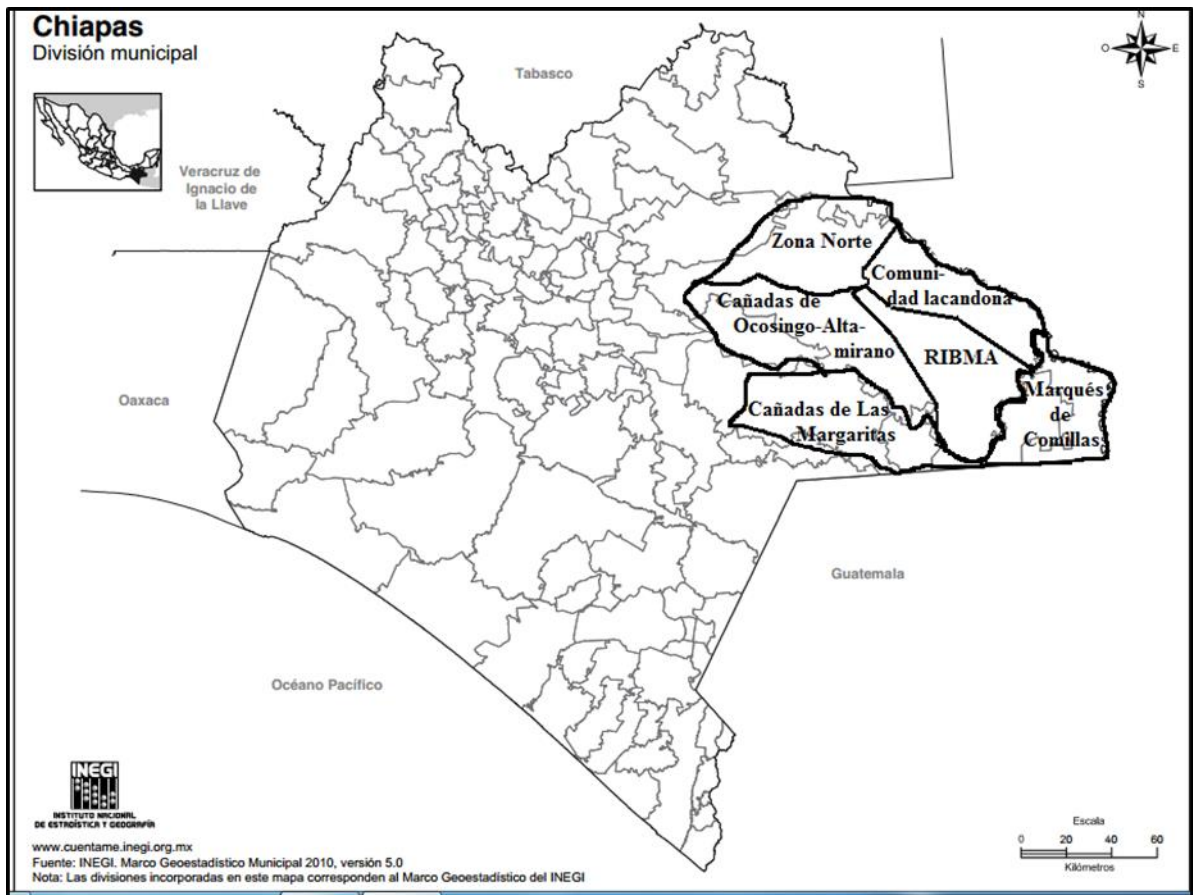 Chiapas
División municipal
N
O
E
S
Tabasco
Veracruz de
Ignacio de
la Llave
Zona Norte
Comuni-
dad lacandona
Cañadas de
Ocosingo-Alta-
mirano
RIBMA
Marqués
de
Comillas
Cañadas de Las
Margaritas
Oaxaca
Guatemala
Océano Pacífico
INEGI
INSTITUTO NACIONAL
DE ESTADÍSTICA Y GEOGRAFÍA
Escala
0 20 40 60
Kilómetros
www.cuentame.inegi.org.mx
Fuente: INEGI. Marco Geoestadístico Municipal 2010, versión 5.0
Nota: Las divisiones incorporadas en este mapa corresponden al Marco Geoestadístico del INEGI